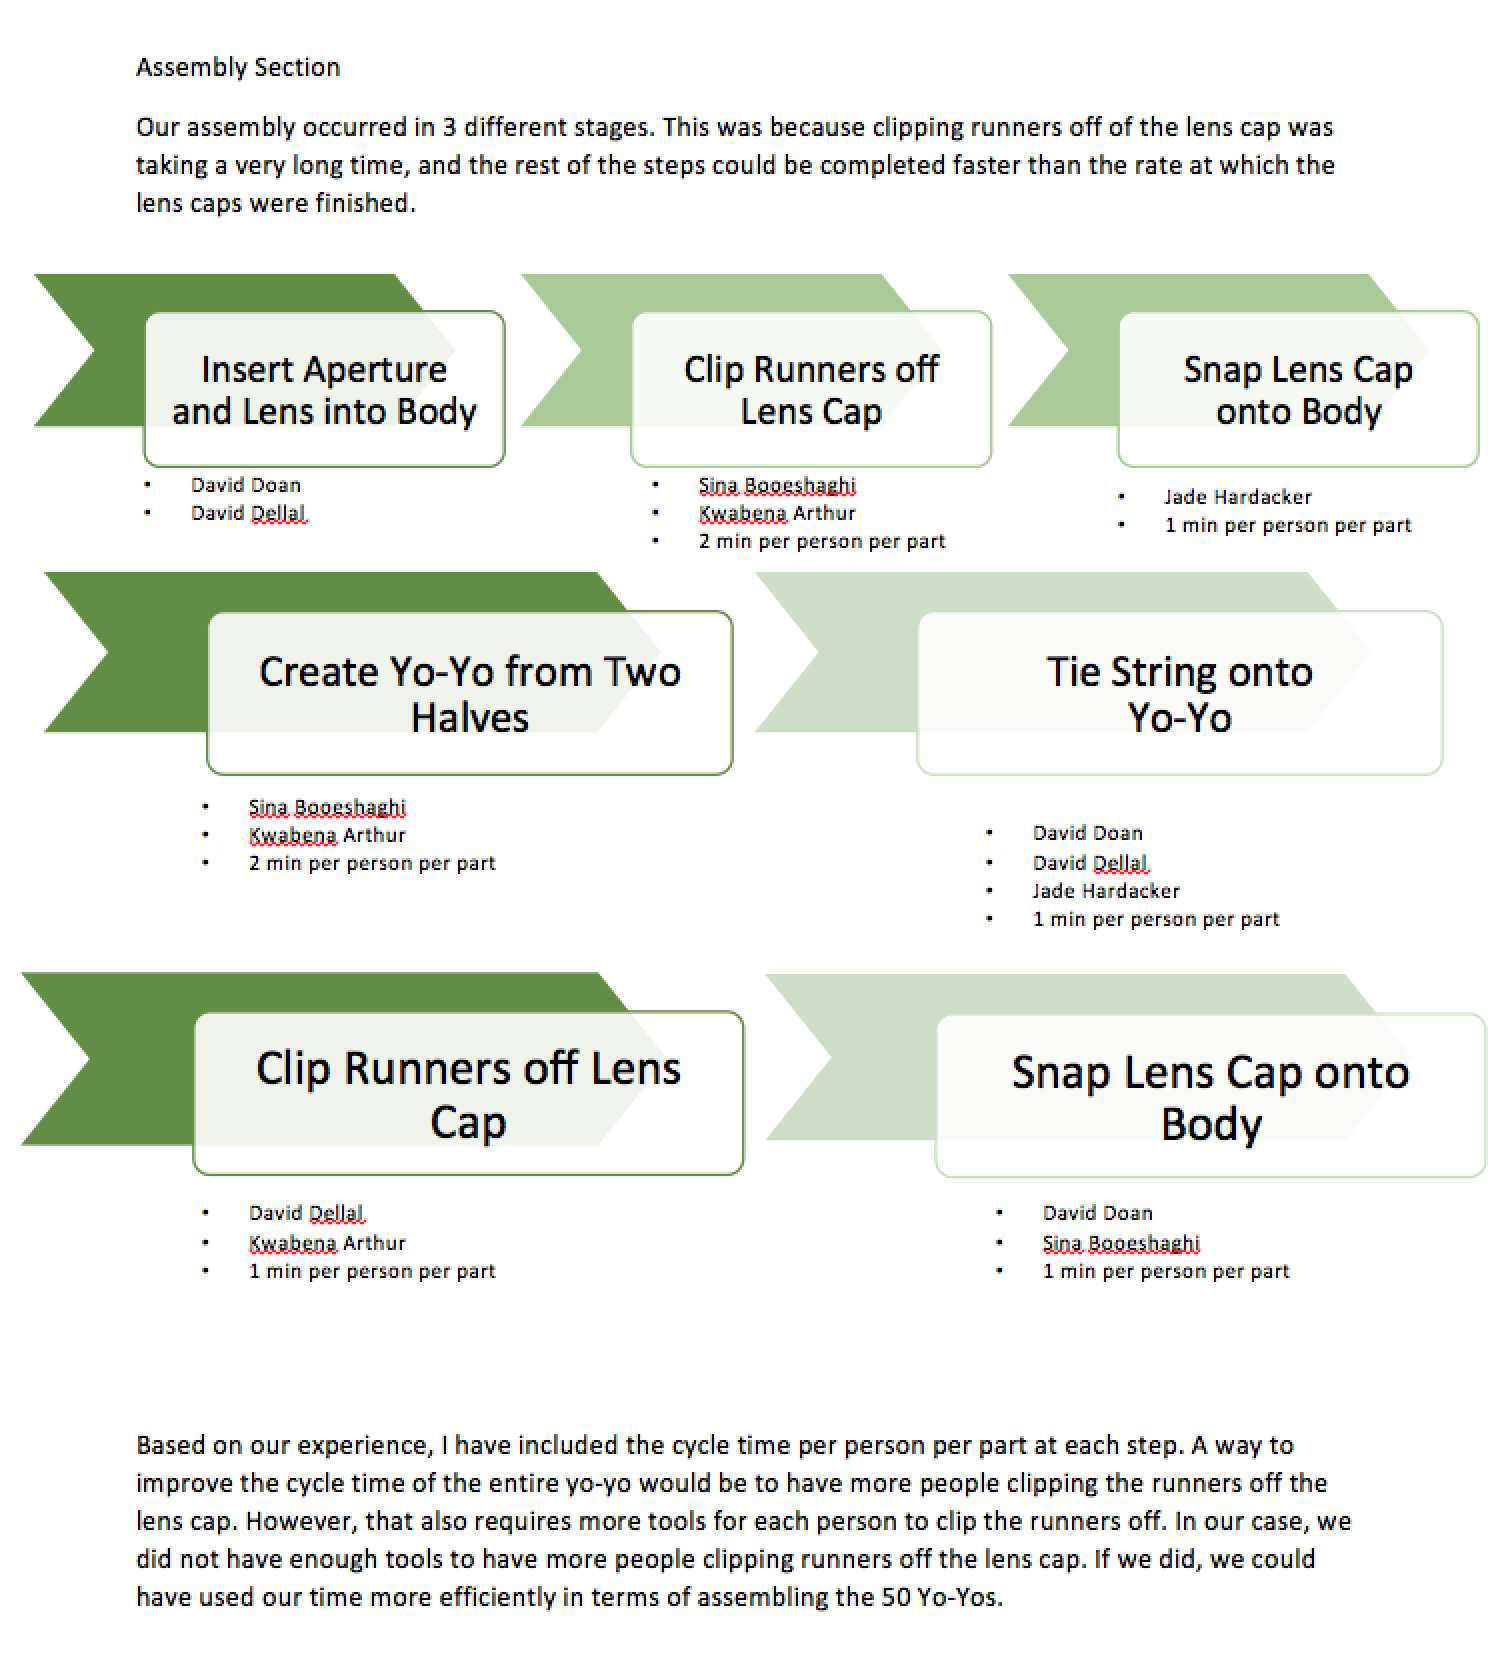 Assembly Section
Our assembly occurred in 3 different stages. This was because clipping runners off of the lens cap was
taking a very long time, and the rest of the steps could be completed faster than the rate at which the
lens caps were finished.
Insert Aperture
and Lens into Body
• David Doan
• David Dellal
Clip Runners off
Lens Cap
• Sina Booeshaghi
• Kwabena Arthur
• 2 min per person per part
Snap Lens Cap
onto Body
• Jade Hardacker
• 1 min per person per part
Create Yo-Yo from Two
Halves
• Sina Booeshaghi
• Kwabena Arthur
• 2 min per person per part
Tie String onto
Yo-Yo
• David Doan
• David Dellal
• Jade Hardacker
• 1 min per person per part
Clip Runners off Lens
Cap
• David Dellal
• Kwabena Arthur
• 1 min per person per part
Snap Lens Cap onto
Body
• David Doan
• Sina Booeshaghi
• 1 min per person per part
Based on our experience, I have included the cycle time per person per part at each step. A way to
improve the cycle time of the entire yo-yo would be to have more people clipping the runners off the
lens cap. However, that also requires more tools for each person to clip the runners off. In our case, we
did not have enough tools to have more people clipping runners off the lens cap. If we did, we could
have used our time more efficiently in terms of assembling the 50 Yo-Yos.